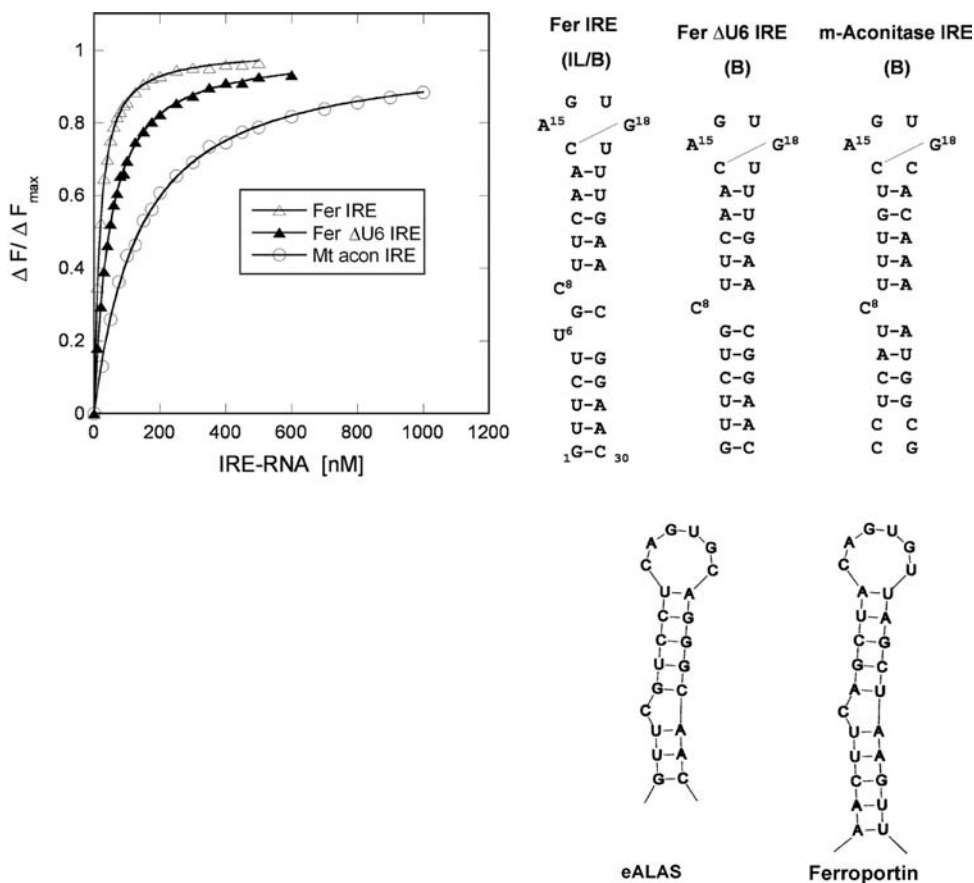 Δ F/ Δ F max
1
0.8
0.6
0.4
0.2
0
0 200 400 600 800 1000 1200
IRE-RNA [nM]
Fer IRE
Fer ΔU6 IRE
Mt acon IRE
Fer IRE
(IL/B)
G U
A15 G18
C U
A–U
A–U
C–G
U–A
U–A
C8
G–C
U6
U–G
C–G
U–A
U–A
1G–C 30
Fer ΔU6 IRE
(B)
G U
A15 G18
C U
A–U
A–U
C–G
U–A
U–A
C8
G–C
U–G
C–G
U–A
U–A
G–C
m-Aconitase IRE
(B)
G U
A15 G18
C C
U–A
G–C
U–A
U–A
U–A
C8
U–A
A–U
C–G
U–G
C C
C G
G U U C G U C C U C A G U G C A G G G C A A C
eALAS
A A C U U C A G C U A C A G U G U U A G C U A A G U U
Ferroportin